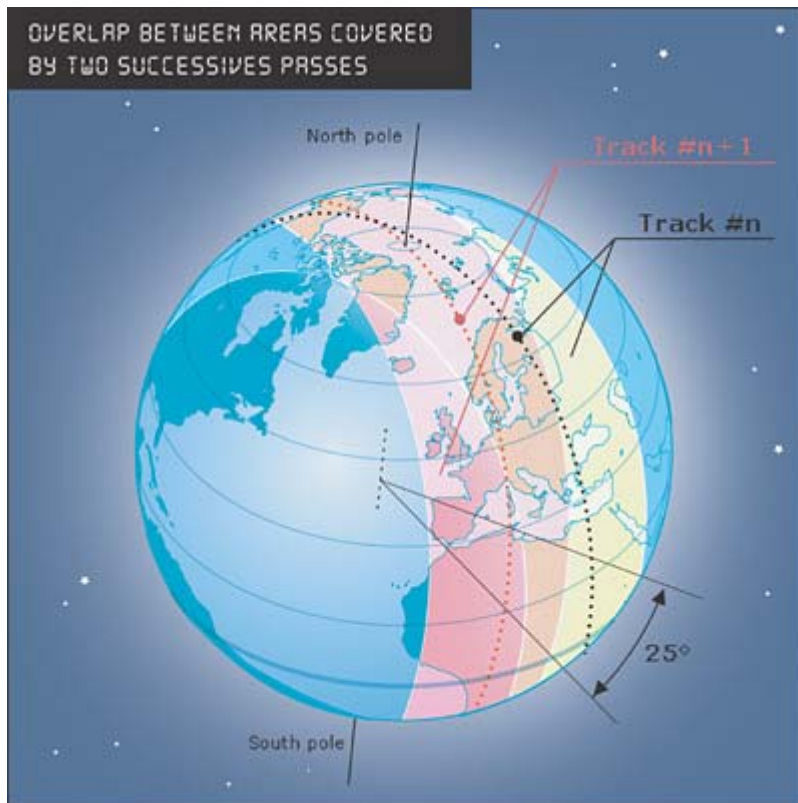 OVERLAP BETWEEN AREAS COVERED
BY TWO SUCCESSIVES PASSES
North pole
Track #n+1
Track #n
25°
South pole